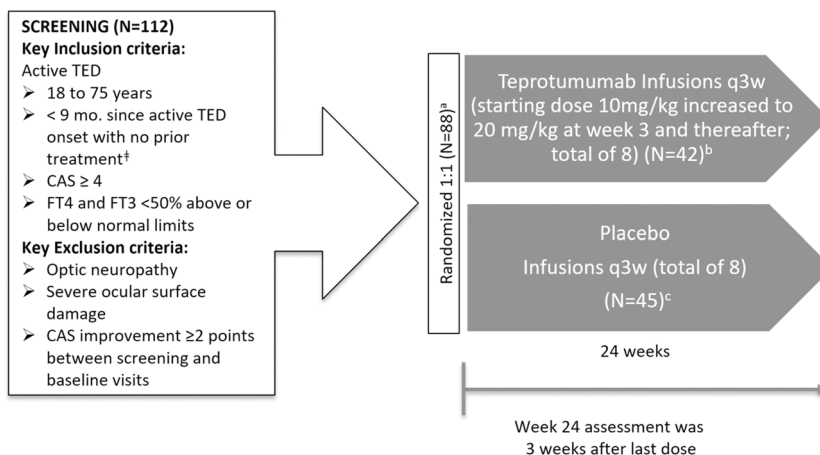 SCREENING (N=112)
Key Inclusion criteria:
Active TED
➢ 18 to 75 years
➢ < 9 mo. since active TED
onset with no prior
treatment‡
➢ CAS ≥ 4
➢ FT4 and FT3 <50% above or
below normal limits
Key Exclusion criteria:
➢ Optic neuropathy
➢ Severe ocular surface
damage
➢ CAS improvement ≥2 points
between screening and
baseline visits
Randomized 1:1 (N=88)ᵃ
Teprotumumab Infusions q3w
(starting dose 10mg/kg increased to
20 mg/kg at week 3 and thereafter;
total of 8) (N=42)ᵇ
Placebo
Infusions q3w (total of 8)
(N=45)ᶜ
24 weeks
Week 24 assessment was
3 weeks after last dose